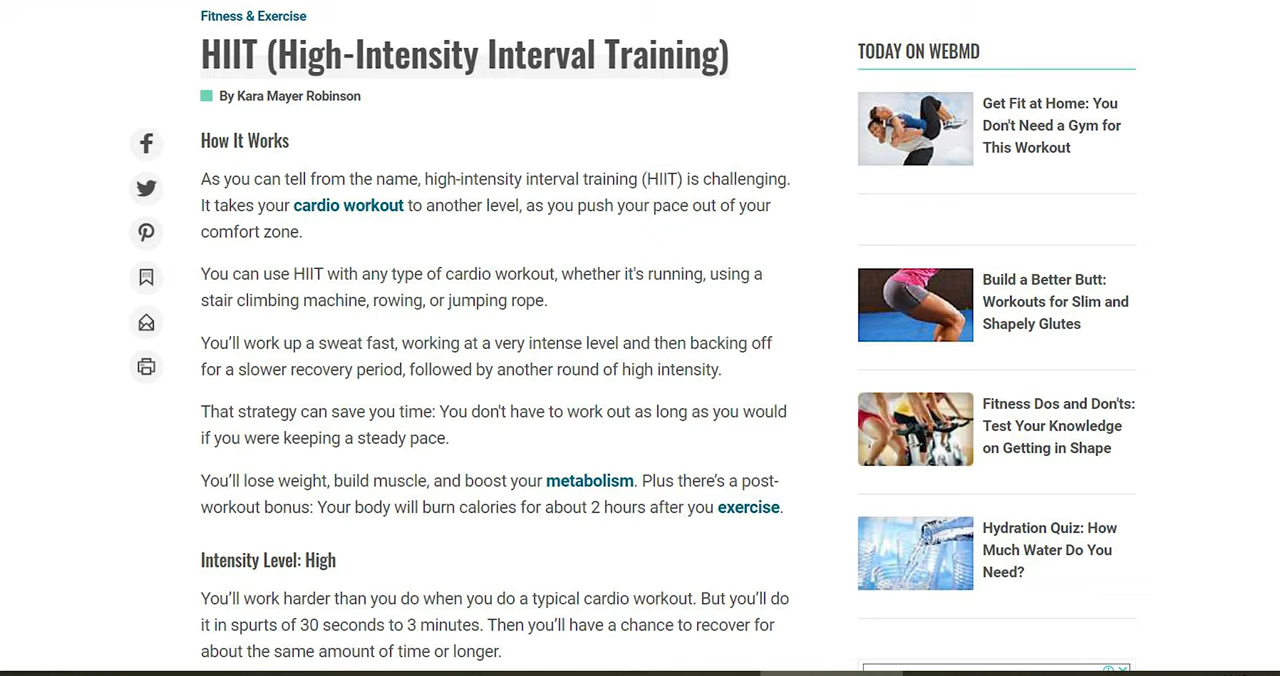 Fitness & Exercise
HIIT (High-Intensity Interval Training)
By Kara Mayer Robinson
How It Works
As you can tell from the name, high-intensity interval training (HIIT) is challenging.
It takes your cardio workout to another level, as you push your pace out of your
comfort zone.
You can use HIIT with any type of cardio workout, whether it's running, using a
stair climbing machine, rowing, or jumping rope.
You’ll work up a sweat fast, working at a very intense level and then backing off
for a slower recovery period, followed by another round of high intensity.
That strategy can save you time: You don't have to work out as long as you would
if you were keeping a steady pace.
You’ll lose weight, build muscle, and boost your metabolism. Plus there’s a post-
workout bonus: Your body will burn calories for about 2 hours after you exercise.
Intensity Level: High
You’ll work harder than you do when you do a typical cardio workout. But you’ll do
it in spurts of 30 seconds to 3 minutes. Then you’ll have a chance to recover for
about the same amount of time or longer.
TODAY ON WEBMD
Get Fit at Home: You
Don't Need a Gym for
This Workout
Build a Better Butt:
Workouts for Slim and
Shapely Glutes
Fitness Dos and Don'ts:
Test Your Knowledge
on Getting in Shape
Hydration Quiz: How
Much Water Do You
Need?